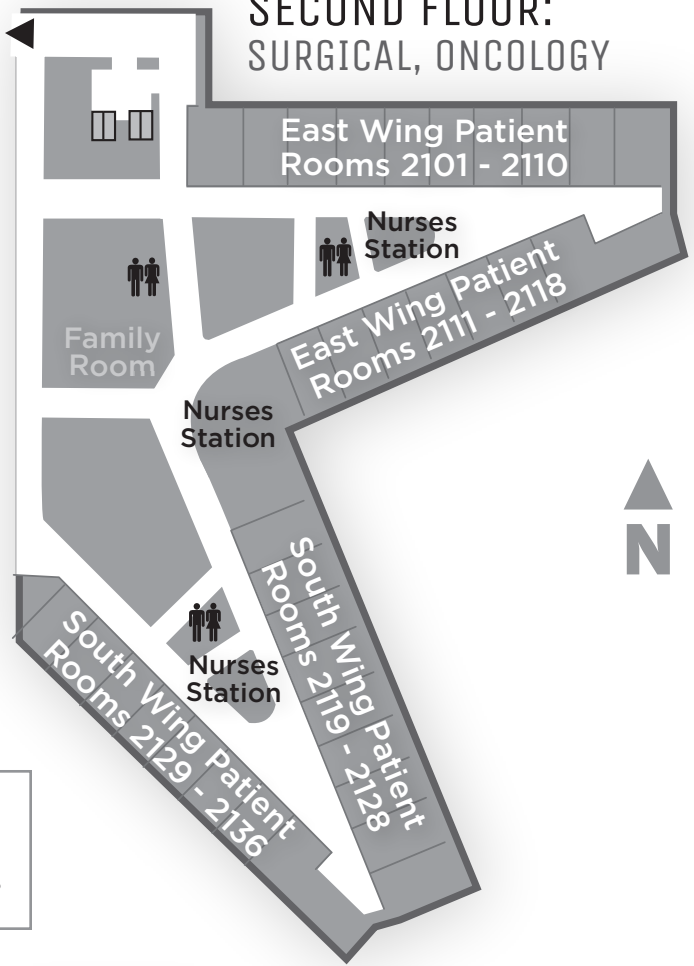 SECOND FLOOR:
SURGICAL, ONCOLOGY
East Wing Patient
Rooms 2101 - 2110
Nurses
Station
East Wing Patient
Rooms 2111 - 2118
Family
Room
Nurses
Station
N
South Wing Patient
Rooms 2119 - 2128
Nurses
Station
South Wing Patient
Rooms 2129 - 2136